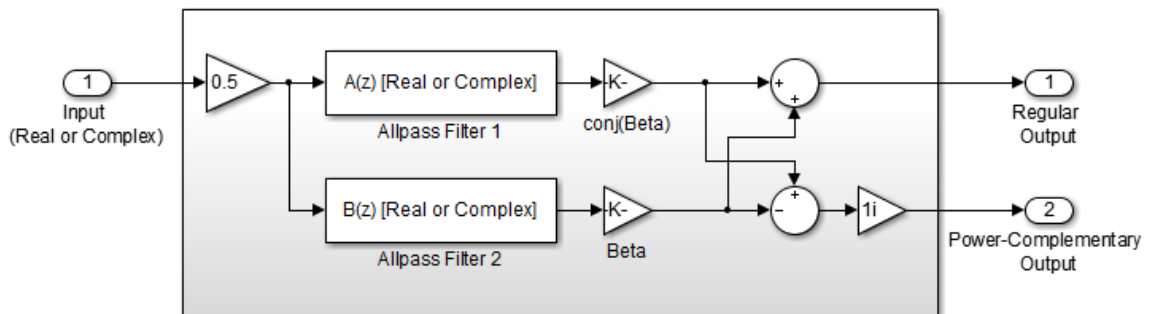 1
Input
(Real or Complex)
0.5
A(z) [Real or Complex]
Allpass Filter 1
-K-
conj(Beta)
+
+
1
Regular
Output
B(z) [Real or Complex]
Allpass Filter 2
-K-
Beta
+
−
1i
2
Power-Complementary
Output